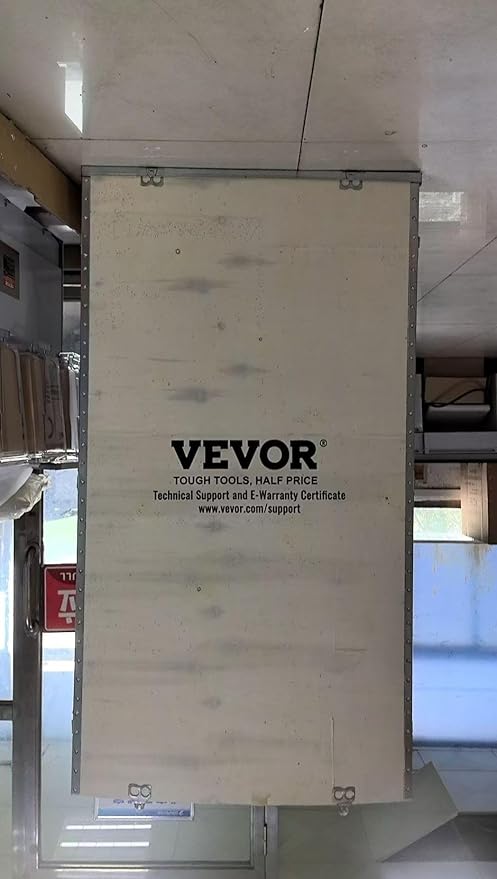 VEVOR®
TOUGH TOOLS, HALF PRICE
Technical Support and E-Warranty Certificate
www.vevor.com/support